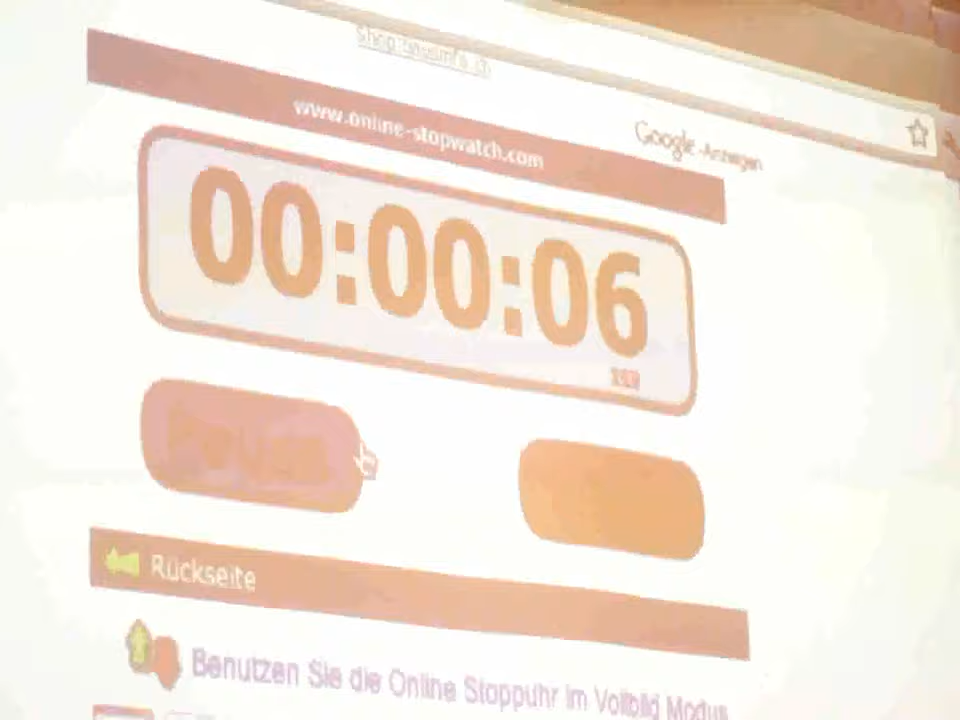 www.online-stopwatch.com
Google-Anzeigen
00:00:06
Rückseite
Benutzen Sie die Online Stoppuhr im Vollbild Modus